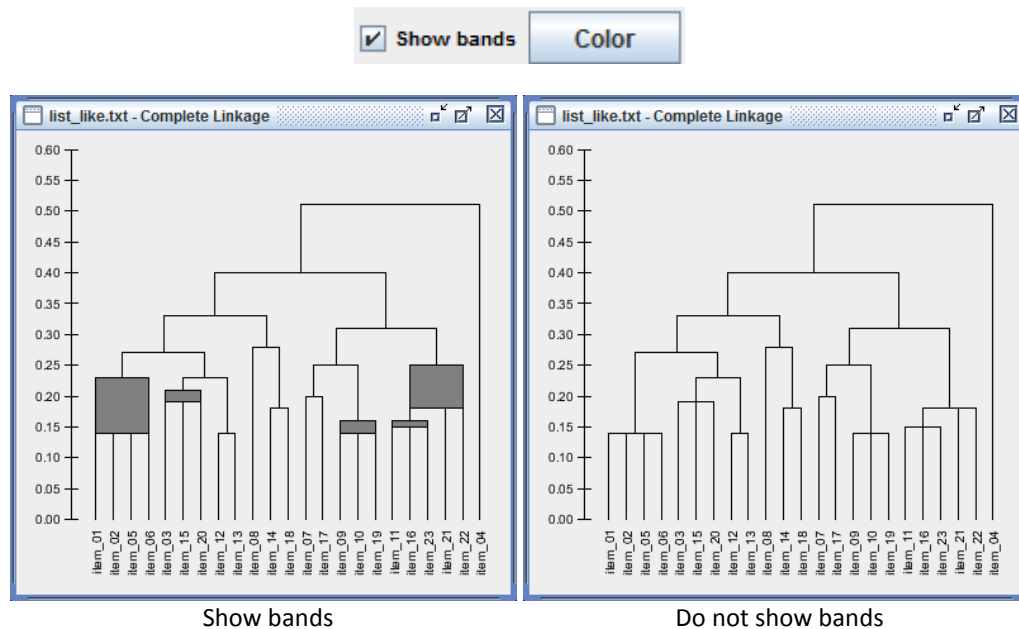 Show bands Color
list_like.txt - Complete Linkage
0.60
0.55
0.50
0.45
0.40
0.35
0.30
0.25
0.20
0.15
0.10
0.05
0.00
item_01
item_02
item_05
item_06
item_03
item_15
item_20
item_12
item_13
item_08
item_14
item_18
item_07
item_17
item_09
item_10
item_19
item_11
item_16
item_23
item_21
item_22
item_04
Show bands
list_like.txt - Complete Linkage
0.60
0.55
0.50
0.45
0.40
0.35
0.30
0.25
0.20
0.15
0.10
0.05
0.00
item_01
item_02
item_05
item_06
item_03
item_15
item_20
item_12
item_13
item_08
item_14
item_18
item_07
item_17
item_09
item_10
item_19
item_11
item_16
item_23
item_21
item_22
item_04
Do not show bands